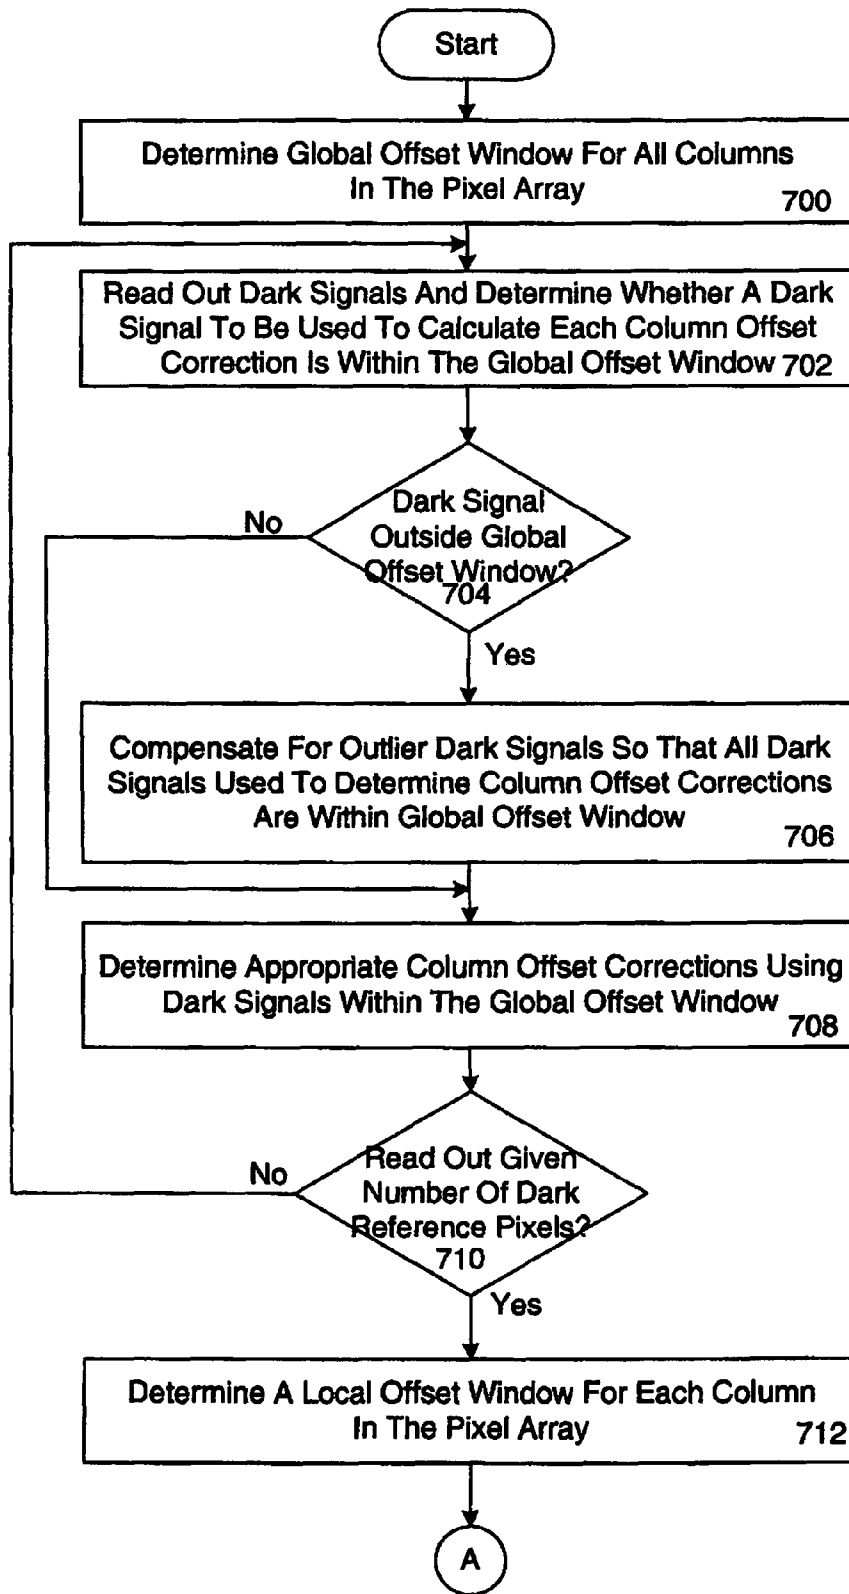 Start
Determine Global Offset Window For All Columns
In The Pixel Array
700
Read Out Dark Signals And Determine Whether A Dark
Signal To Be Used To Calculate Each Column Offset
Correction Is Within The Global Offset Window 702
Dark Signal
Outside Global
Offset Window?
704
No
Yes
Compensate For Outlier Dark Signals So That All Dark
Signals Used To Determine Column Offset Corrections
Are Within Global Offset Window
706
Determine Appropriate Column Offset Corrections Using
Dark Signals Within The Global Offset Window
708
Read Out Given
Number Of Dark
Reference Pixels?
710
No
Yes
Determine A Local Offset Window For Each Column
In The Pixel Array
712
A